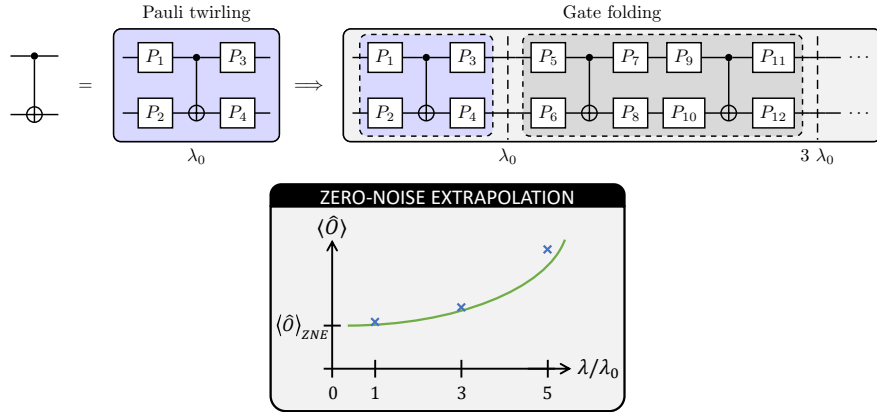 Pauli twirling
Gate folding
P₁ P₃
=
⟹
P₁ P₃ P₅ P₇ P₉ P₁₁ ⋯
P₂ P₄
P₂ P₄ P₆ P₈ P₁₀ P₁₂ ⋯
λ₀
λ₀
3 λ₀
ZERO-NOISE EXTRAPOLATION
⟨Ô⟩
⟨Ô⟩ZNE
λ/λ₀
0 1 3 5